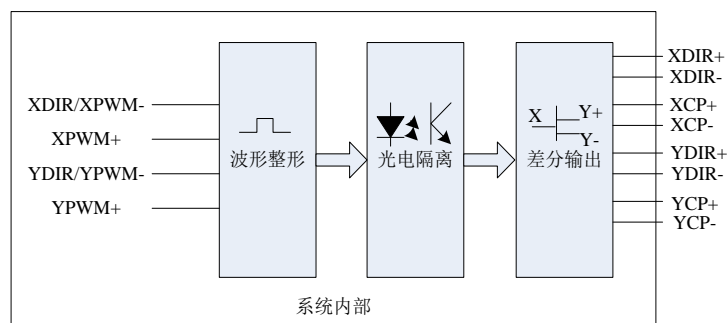 XDIR/XPWM-
XPWM+
YDIR/YPWM-
YPWM+
波形整形
光电隔离
X
Y+
Y-
差分输出
XDIR+
XDIR-
XCP+
XCP-
YDIR+
YDIR-
YCP+
YCP-
系统内部